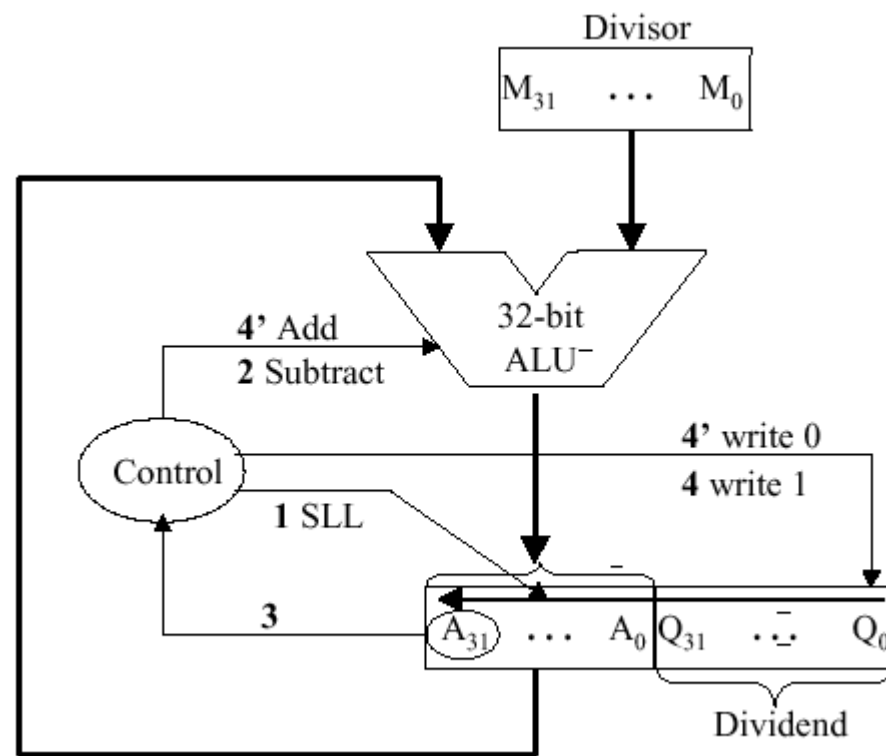 Divisor
M31 ... M0
32-bit
ALU–
4’ Add
2 Subtract
Control
4’ write 0
4 write 1
1 SLL
3
A31 ... A0 Q31 ... Q0
Dividend